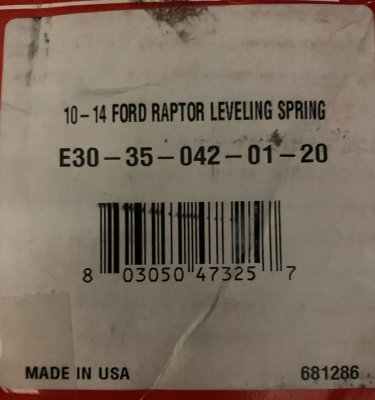 10-14 FORD RAPTOR LEVELING SPRING
E30-35-042-01-20
8 03050 47325 7
MADE IN USA 681286